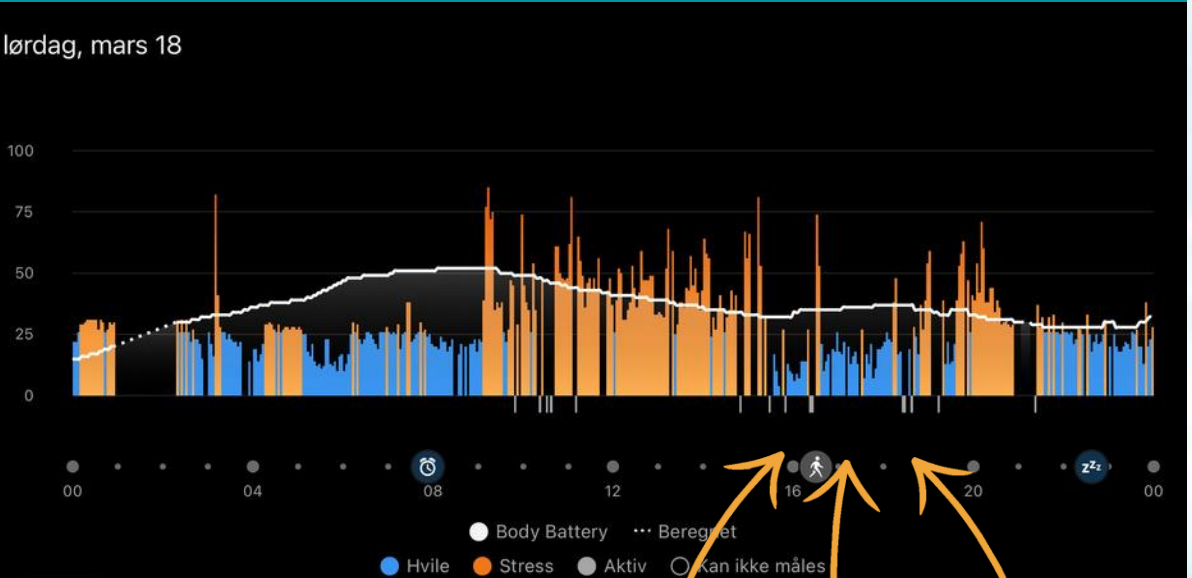 lørdag, mars 18
100
75
50
25
0
zZz
00 04 08 12 16 20 00
Body Battery Beregnet
Hvile Stress Aktiv Kan ikke måles